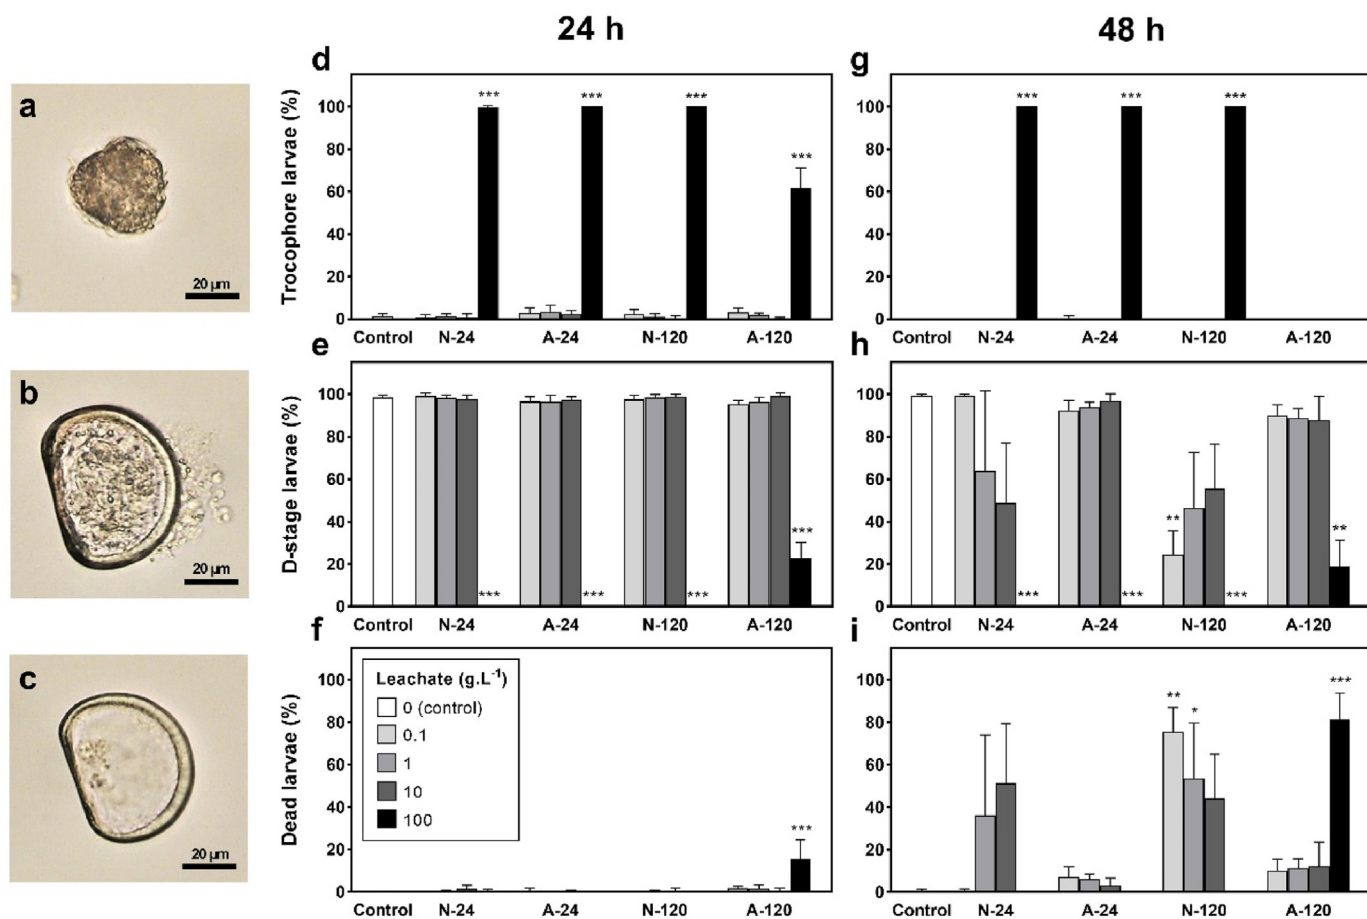 24 h
48 h
a
20 µm
b
20 µm
c
20 µm
d
Trocophore larvae (%)
100
80
60
40
20
0
***
***
***
***
Control N-24 A-24 N-120 A-120
g
100
80
60
40
20
0
***
***
***
Control N-24 A-24 N-120 A-120
e
D-stage larvae (%)
100
80
60
40
20
0
***
***
***
***
Control N-24 A-24 N-120 A-120
h
100
80
60
40
20
0
***
***
**
***
**
Control N-24 A-24 N-120 A-120
f
Dead larvae (%)
100
80
60
40
20
0
Leachate (g.L-1)
0 (control)
0.1
1
10
100
***
Control N-24 A-24 N-120 A-120
i
100
80
60
40
20
0
**
*
***
Control N-24 A-24 N-120 A-120